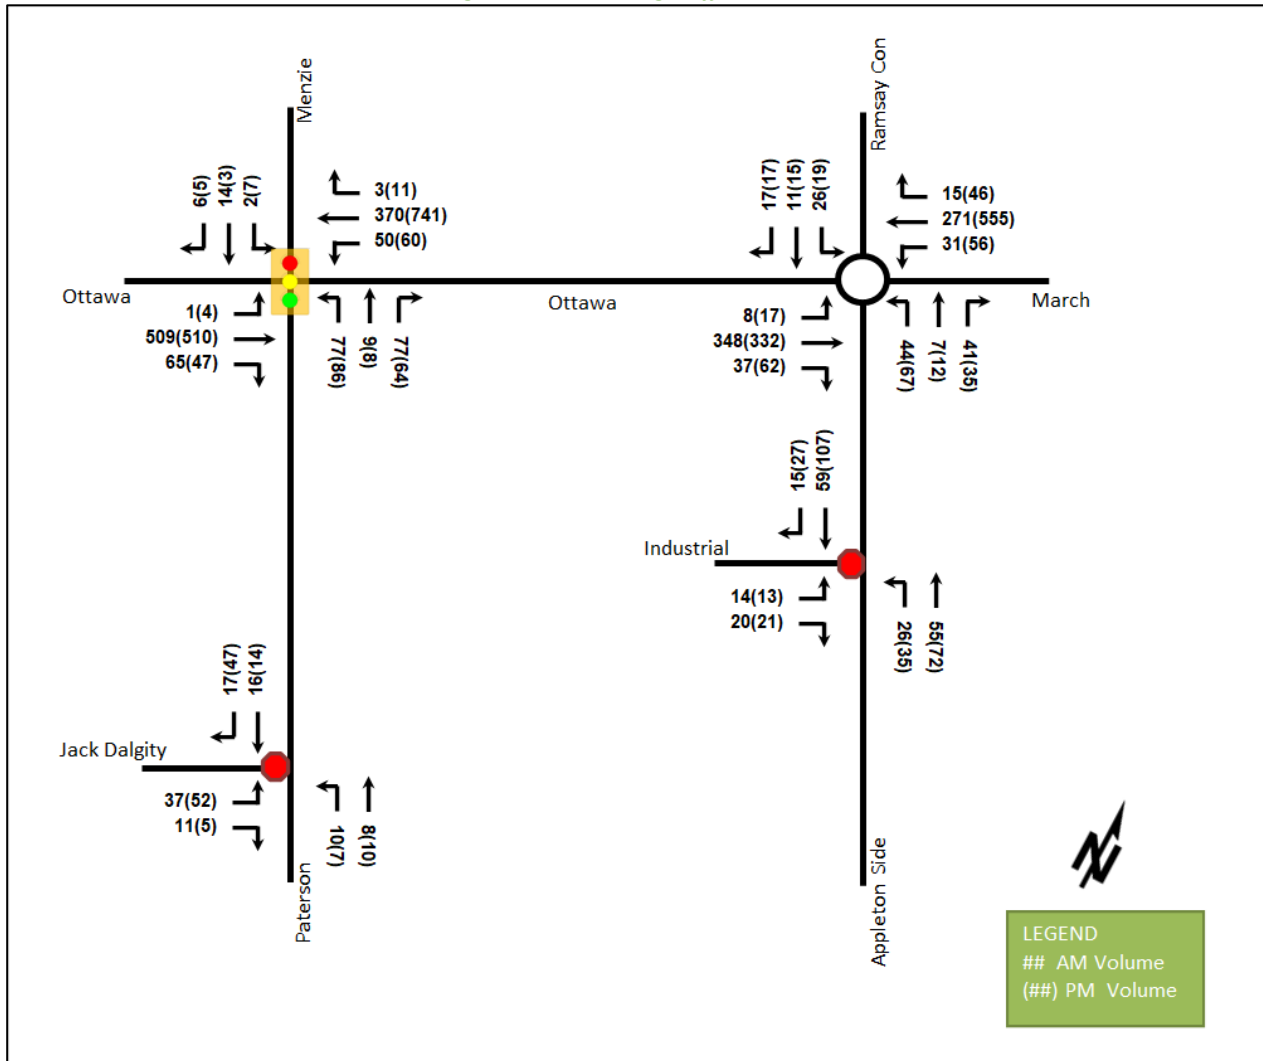 Menzie
Ramsay Con
6(5)
14(3)
2(7)
3(11)
370(741)
50(60)
17(17)
11(15)
26(19)
15(46)
271(555)
31(56)
Ottawa
Ottawa
March
1(4)
509(510)
65(47)
77(86)
9(8)
77(64)
8(17)
348(332)
37(62)
44(67)
7(12)
41(35)
15(27)
59(107)
Industrial
14(13)
20(21)
26(35)
55(72)
17(47)
16(14)
Jack Dalgity
37(52)
11(5)
10(7)
8(10)
Paterson
Appleton Side
N
LEGEND
## AM Volume
(##) PM Volume